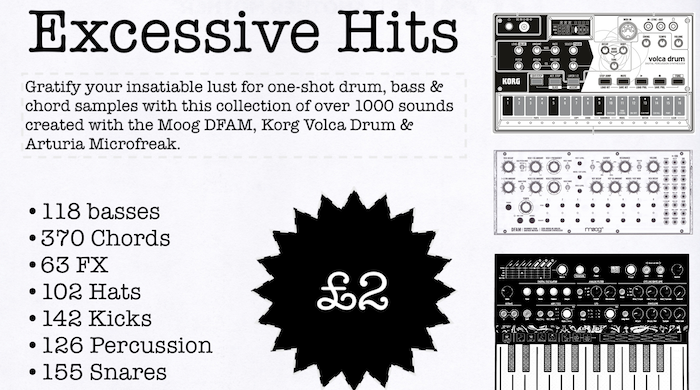 Excessive Hits
Gratify your insatiable lust for one-shot drum, bass &
chord samples with this collection of over 1000 sounds
created with the Moog DFAM, Korg Volca Drum &
Arturia Microfreak.
• 118 basses
• 370 Chords
• 63 FX
• 102 Hats
• 142 Kicks
• 126 Percussion
• 155 Snares
£2
volca drum
KORG
DFAM
moog